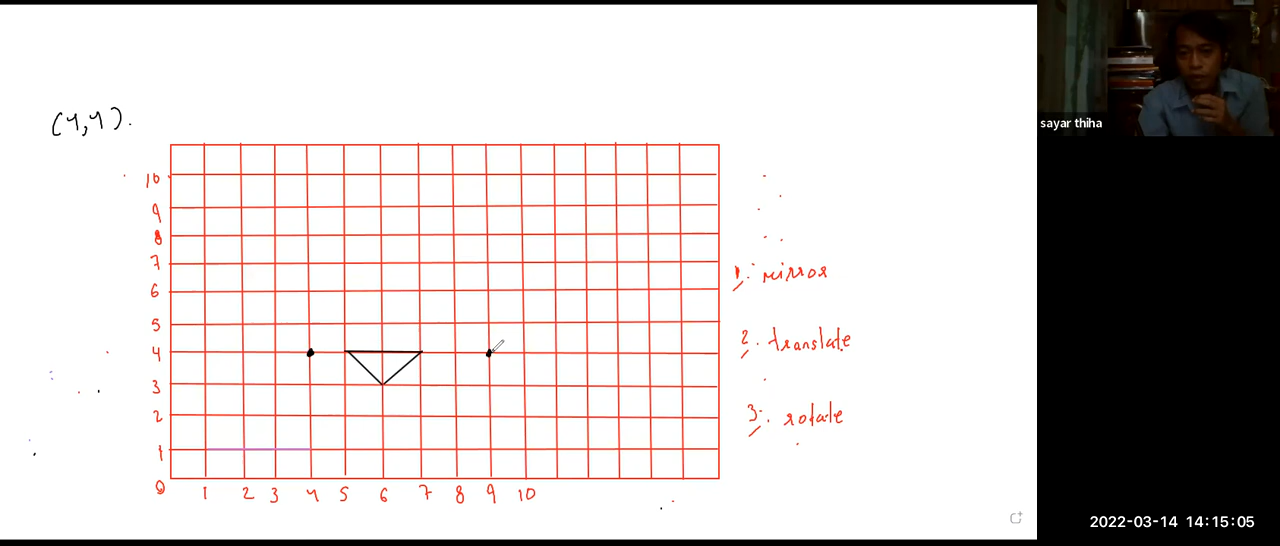 (4,4).
10
9
8
7
6
5
4
3
2
1
0 1 2 3 4 5 6 7 8 9 10
1. mirror
2. translate
3. rotate
sayar thiha
2022-03-14 14:15:05